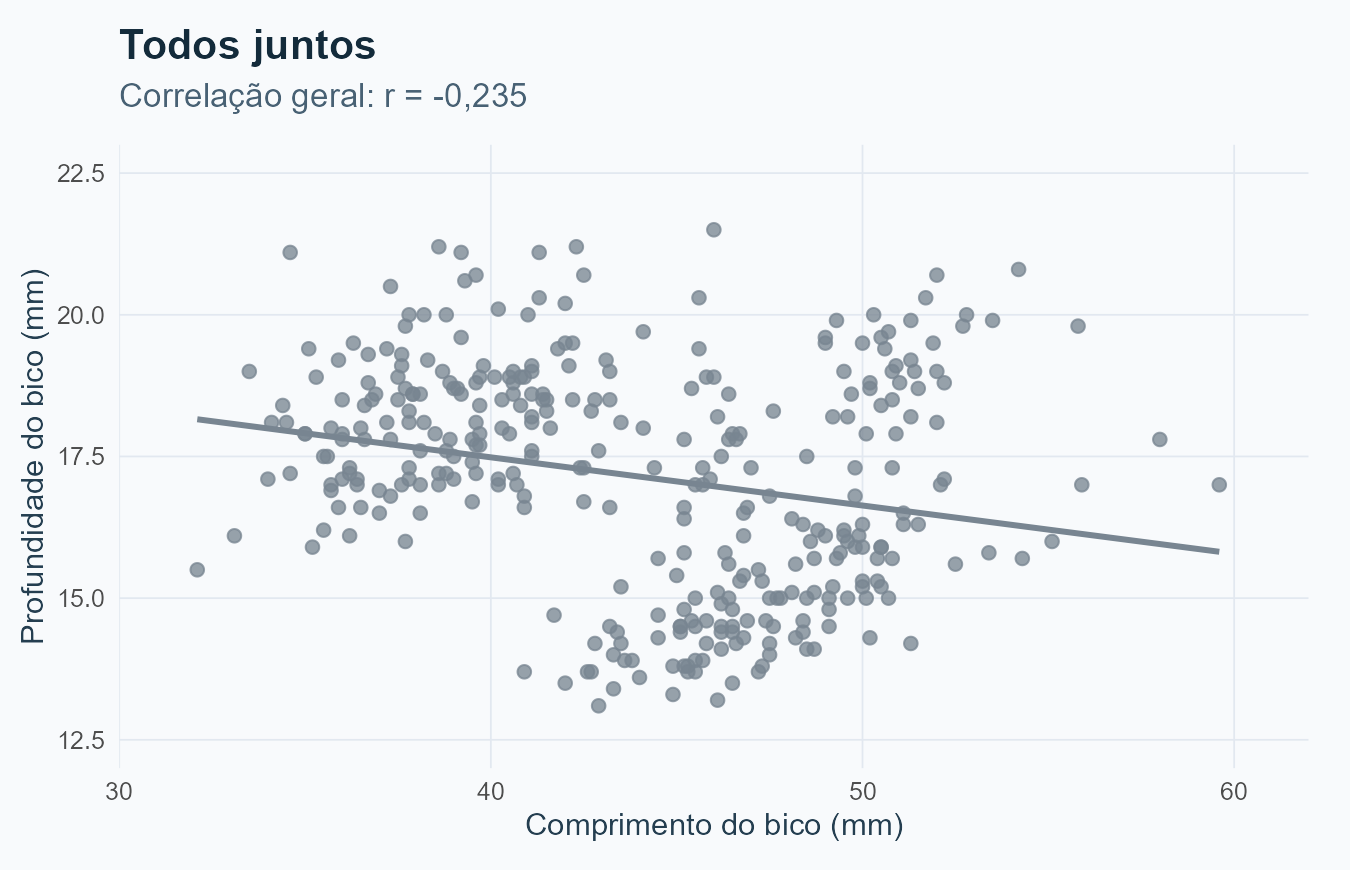 Todos juntos
Correlação geral: r = -0,235
22.5
20.0
17.5
15.0
12.5
Profundidade do bico (mm)
30 40 50 60
Comprimento do bico (mm)